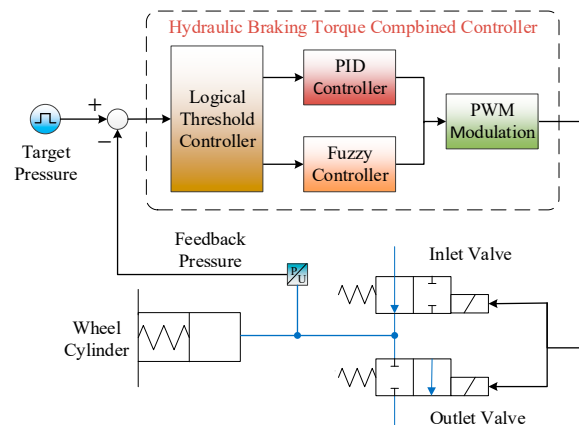 Hydraulic Braking Torque Compbined Controller
PID
Controller
Logical
Threshold
Controller
PWM
Modulation
Fuzzy
Controller
+
−
Target
Pressure
Feedback
Pressure
P
U
Inlet Valve
Wheel
Cylinder
Outlet Valve